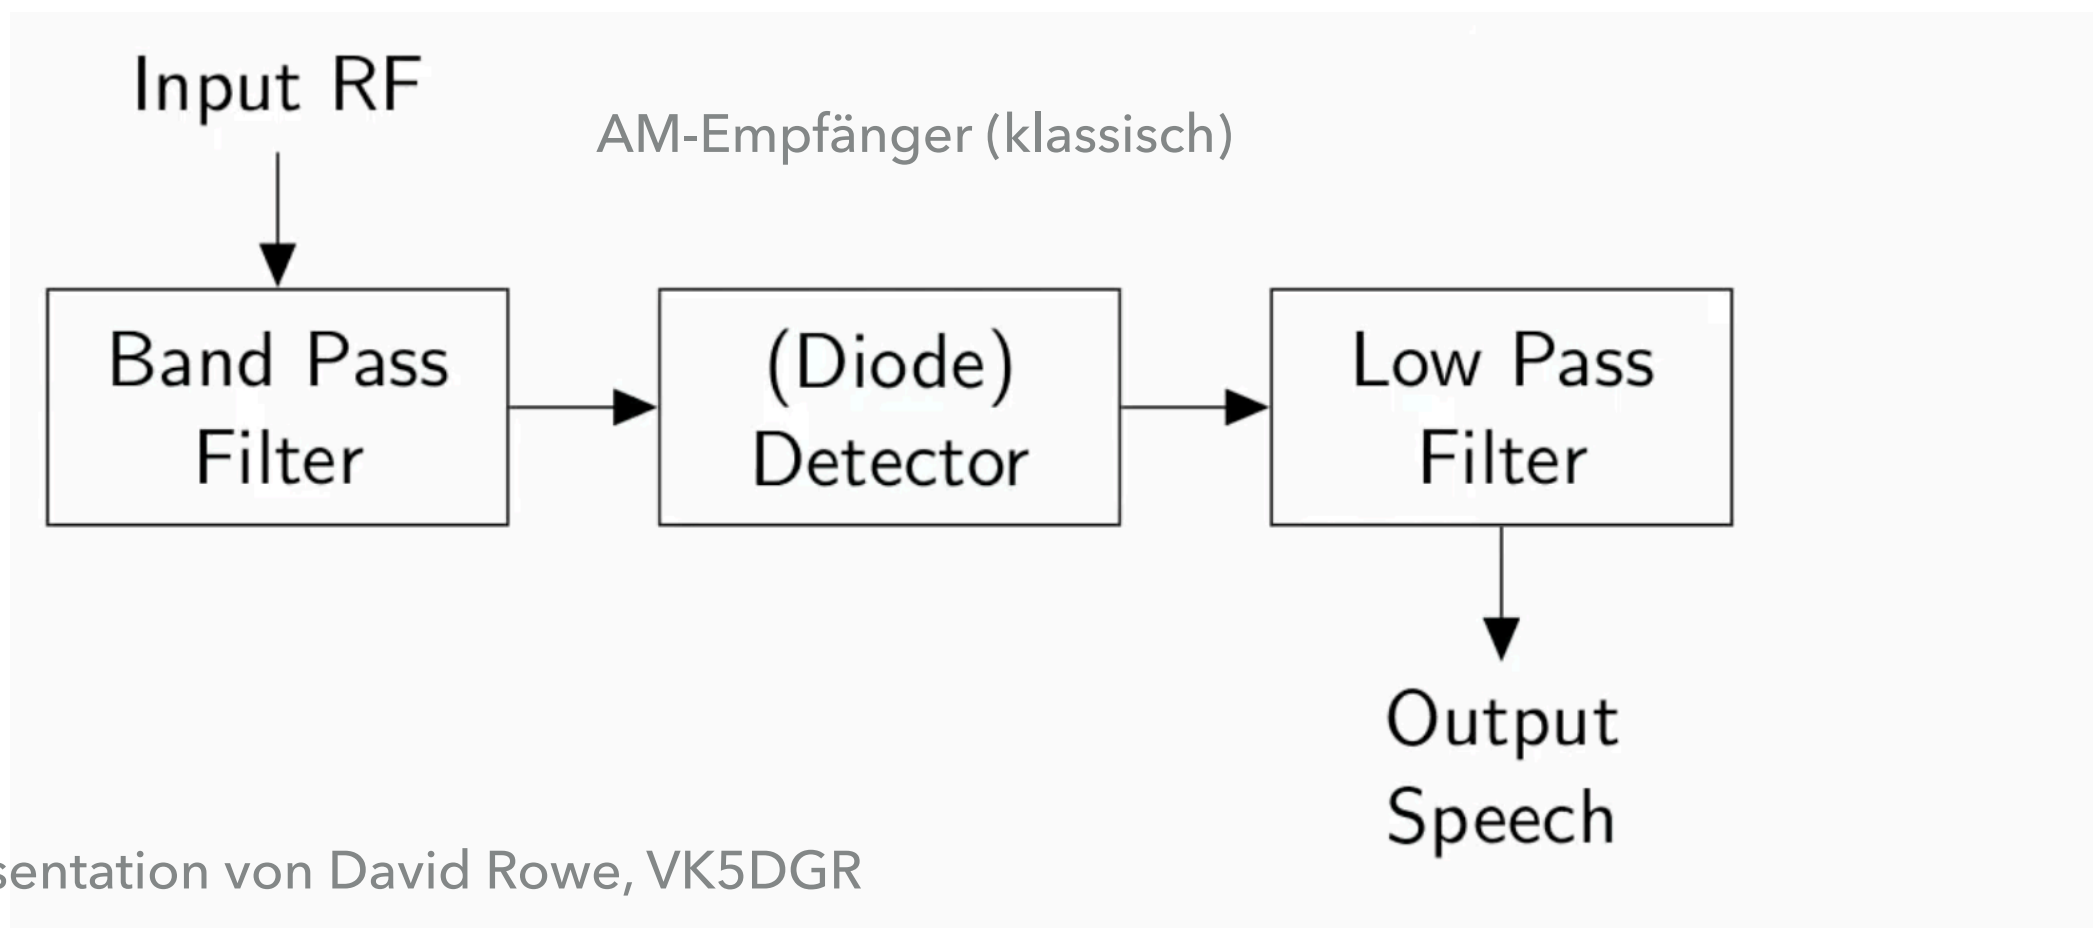 Input RF
AM-Empfänger (klassisch)
Band Pass
Filter
(Diode)
Detector
Low Pass
Filter
Output
Speech
von David Rowe, VK5DGR